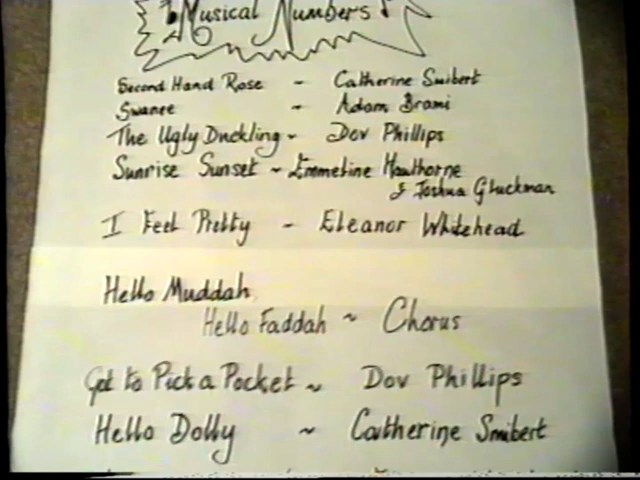 Musical Numbers
Second Hand Rose - Catherine Smibert
Swanee - Adam Brami
The Ugly Duckling ~ Dov Phillips
Sunrise Sunset ~ Emmeline Hawthorne
& Joshua Gluckman
I Feel Pretty - Eleanor Whitehead
Hello Muddah
Hello Faddah ~ Chorus
Got to Pick a Pocket ~ Dov Phillips
Hello Dolly ~ Catherine Smibert